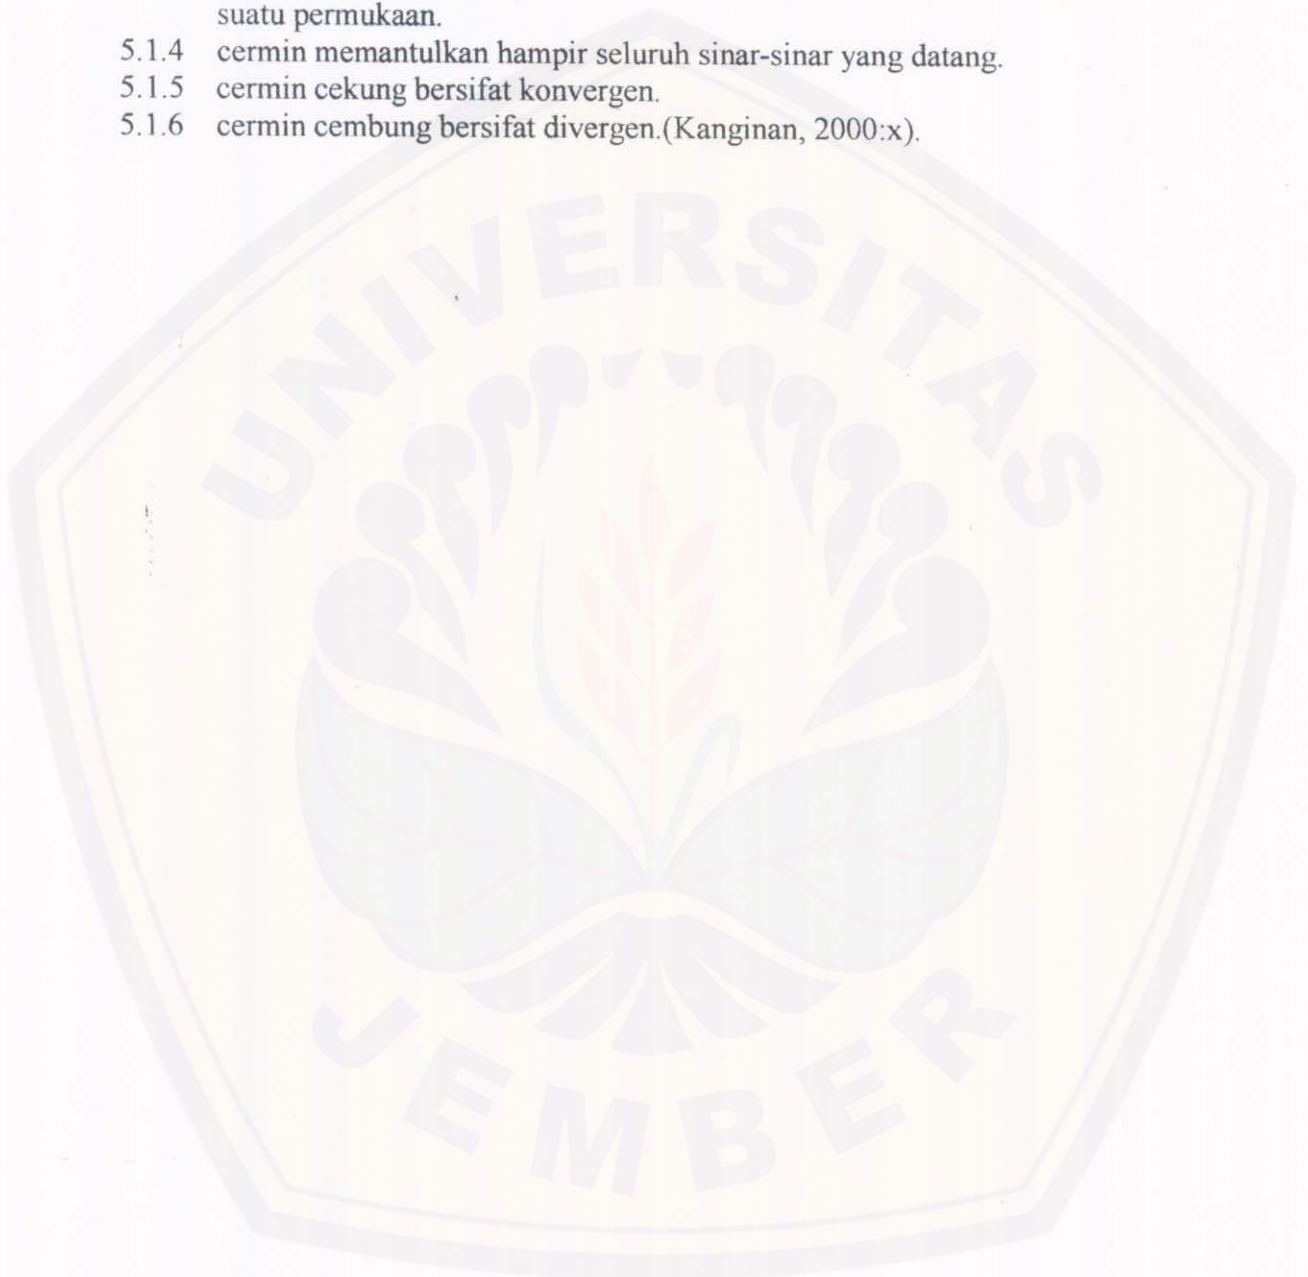 suatu permukaan.
5.1.4 cermin memantulkan hampir seluruh sinar-sinar yang datang.
5.1.5 cermin cekung bersifat konvergen.
5.1.6 cermin cembung bersifat divergen.(Kanginan, 2000:x).
UNIVERSITAS
JEMBER